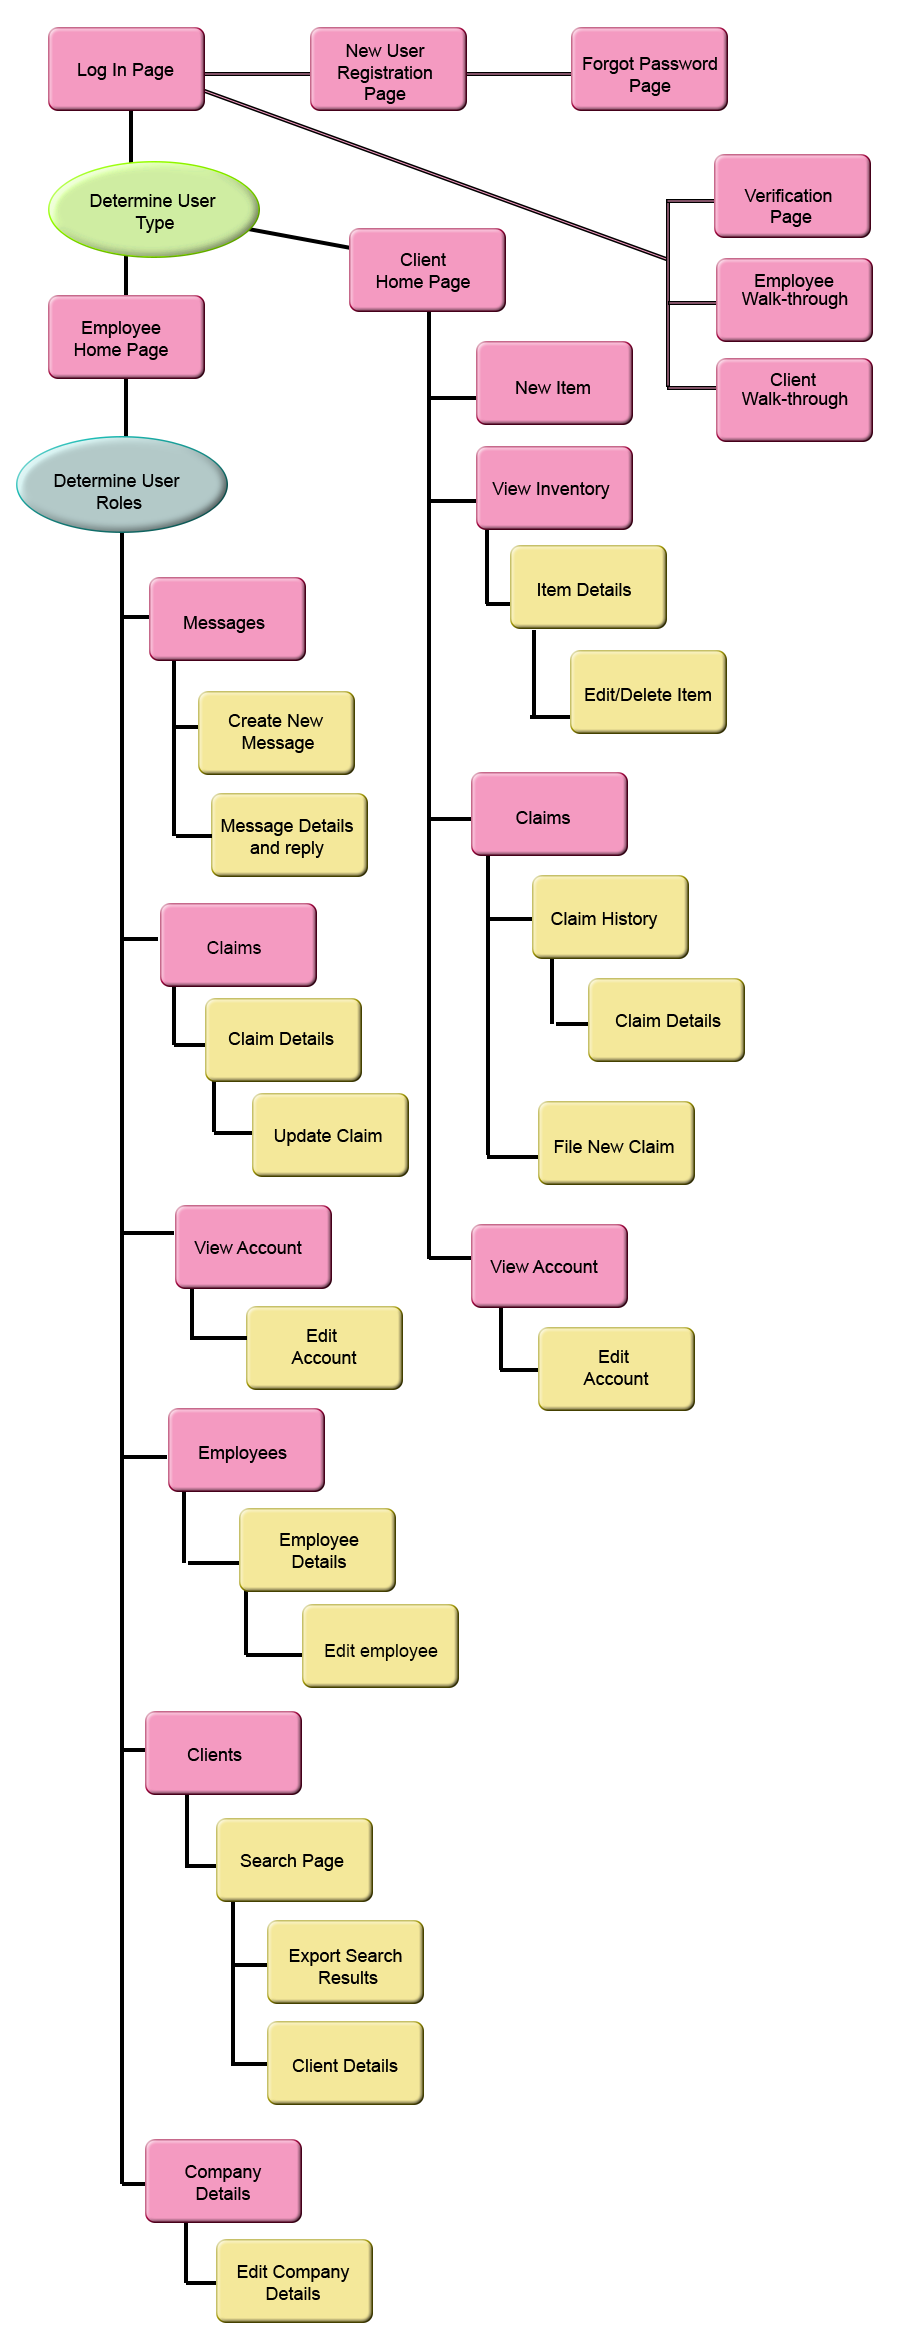 Log In Page
New User
Registration
Page
Forgot Password
Page
Determine User
Type
Verification
Page
Client
Home Page
Employee
Walk-through
Employee
Home Page
Client
Walk-through
New Item
Determine User
Roles
View Inventory
Item Details
Messages
Edit/Delete Item
Create New
Message
Claims
Message Details
and reply
Claim History
Claims
Claim Details
Claim Details
Update Claim
File New Claim
View Account
View Account
Edit
Account
Edit
Account
Employees
Employee
Details
Edit employee
Clients
Search Page
Export Search
Results
Client Details
Company
Details
Edit Company
Details